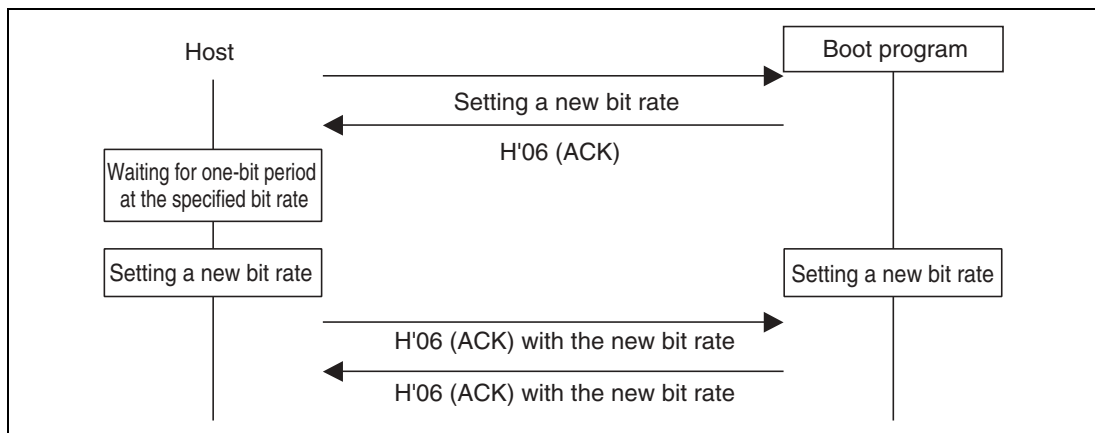 Host
Boot program
Setting a new bit rate
H'06 (ACK)
Waiting for one-bit period
at the specified bit rate
Setting a new bit rate
Setting a new bit rate
H'06 (ACK) with the new bit rate
H'06 (ACK) with the new bit rate